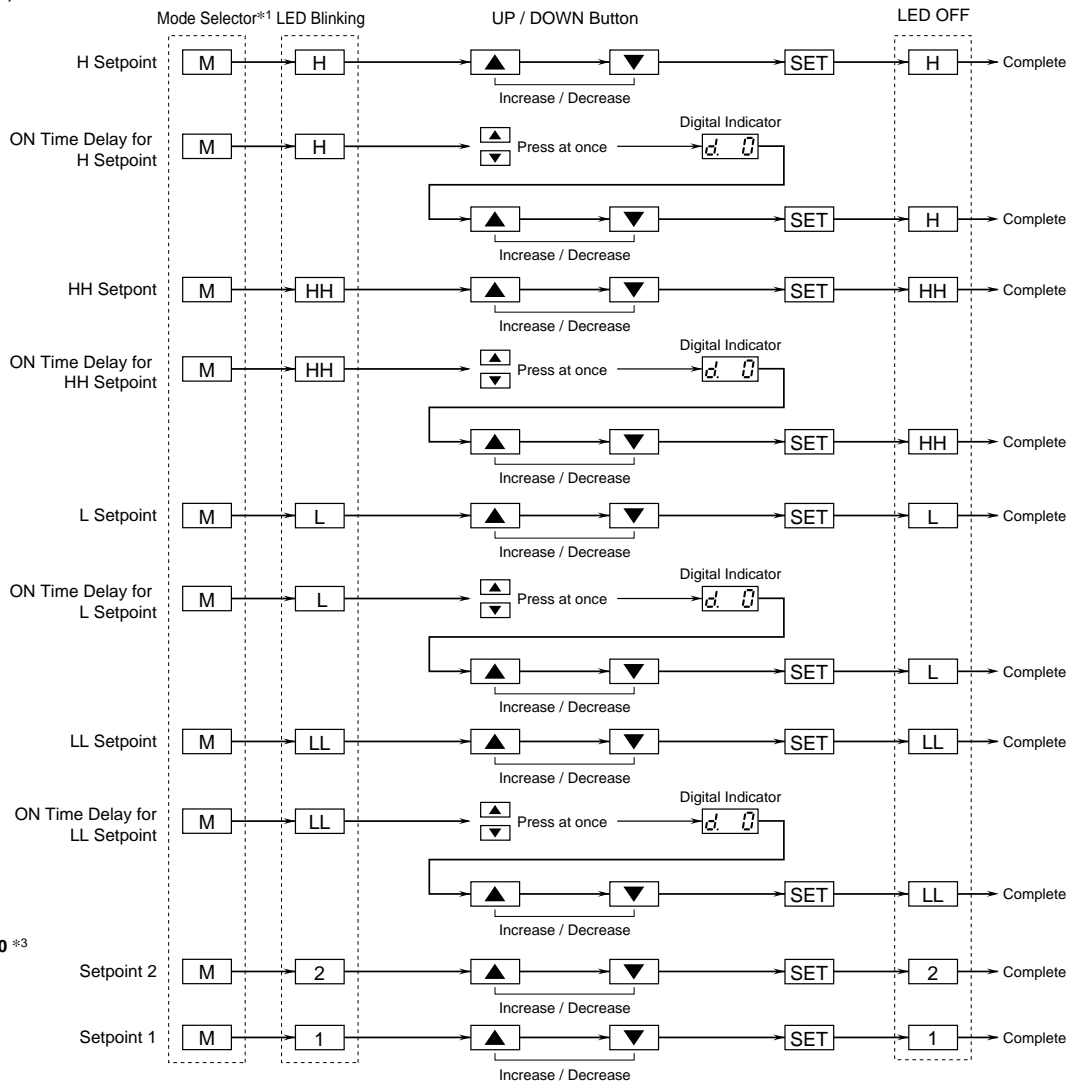 )
Mode Selector*1 LED Blinking UP / DOWN Button LED OFF
H Setpoint M H ▲ ▼ SET H Complete
Increase / Decrease
ON Time Delay for
H Setpoint
M H ▲ ▼ Press at once
Digital Indicator
d. 0
▲ ▼ SET H Complete
Increase / Decrease
HH Setpont M HH ▲ ▼ SET HH Complete
Increase / Decrease
ON Time Delay for
HH Setpoint
M HH ▲ ▼ Press at once
Digital Indicator
d. 0
▲ ▼ SET HH Complete
Increase / Decrease
L Setpoint M L ▲ ▼ SET L Complete
Increase / Decrease
ON Time Delay for
L Setpoint
M L ▲ ▼ Press at once
Digital Indicator
d. 0
▲ ▼ SET L Complete
Increase / Decrease
LL Setpoint M LL ▲ ▼ SET LL Complete
Increase / Decrease
ON Time Delay for
LL Setpoint
M LL ▲ ▼ Press at once
Digital Indicator
d. 0
▲ ▼ SET LL Complete
Increase / Decrease
0 *3
Setpoint 2 M 2 ▲ ▼ SET 2 Complete
Increase / Decrease
Setpoint 1 M 1 ▲ ▼ SET 1 Complete
Increase / Decrease